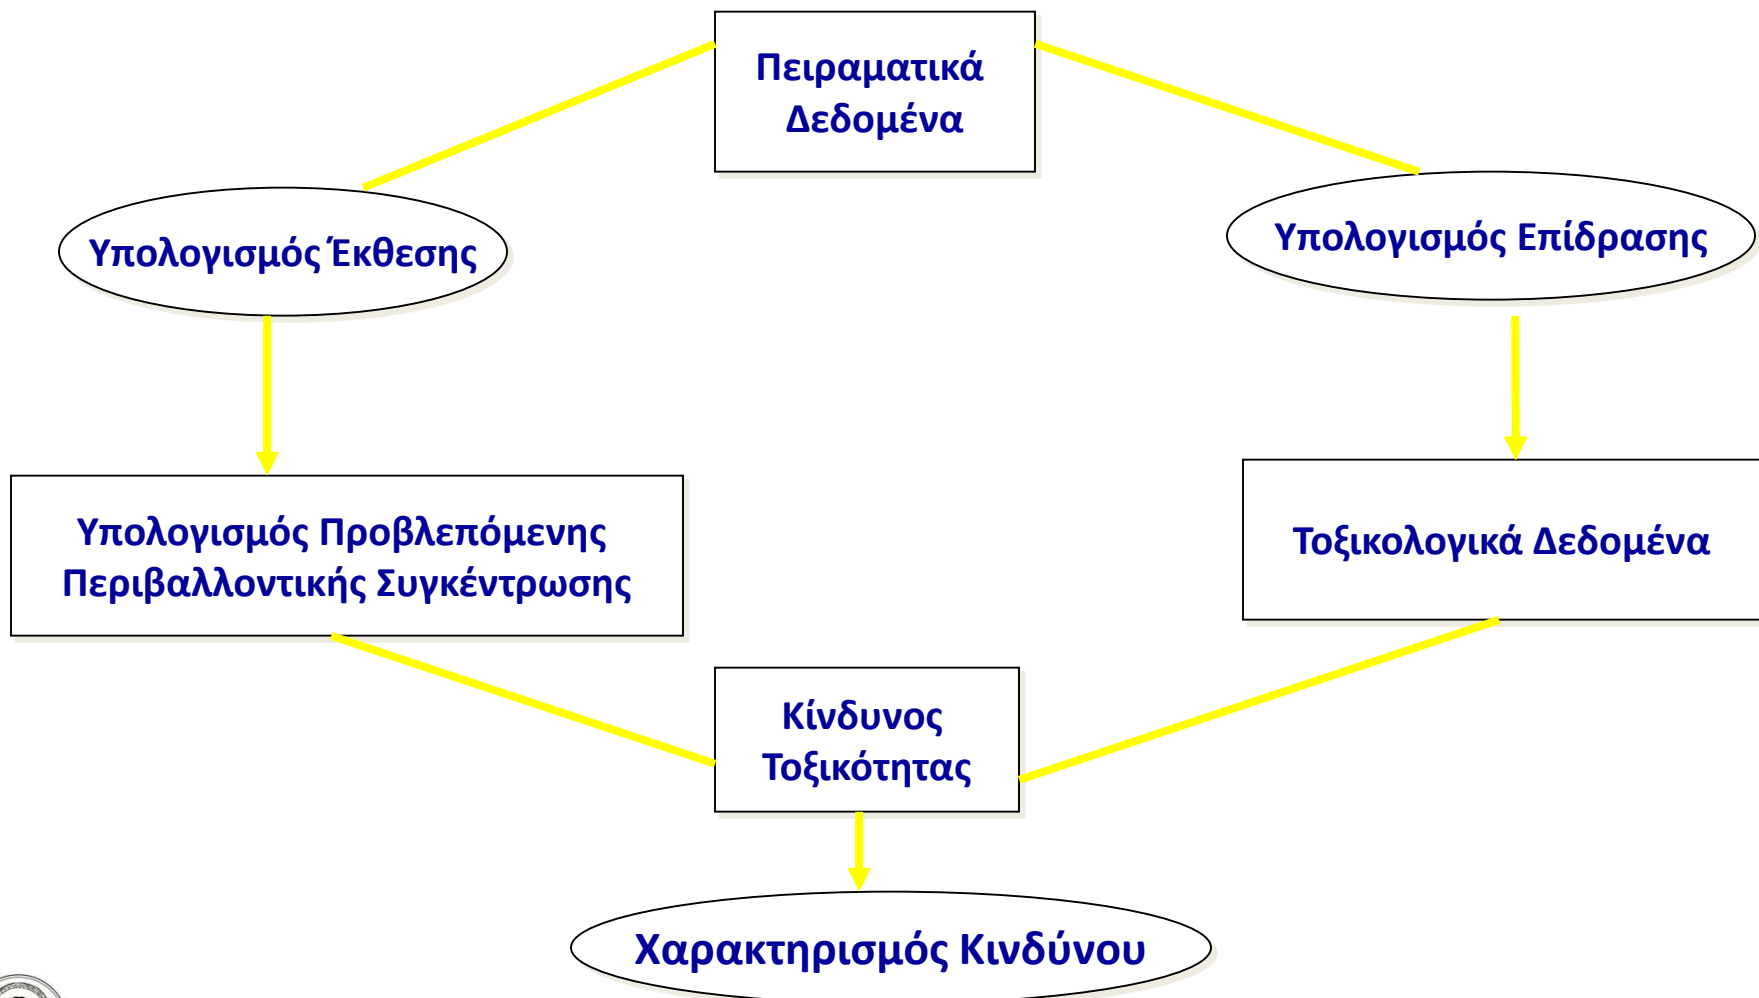 Πειραματικά
Δεδομένα
Υπολογισμός Έκθεσης
Υπολογισμός Επίδρασης
Υπολογισμός Προβλεπόμενης
Περιβαλλοντικής Συγκέντρωσης
Τοξικολογικά Δεδομένα
Κίνδυνος
Τοξικότητας
Χαρακτηρισμός Κινδύνου